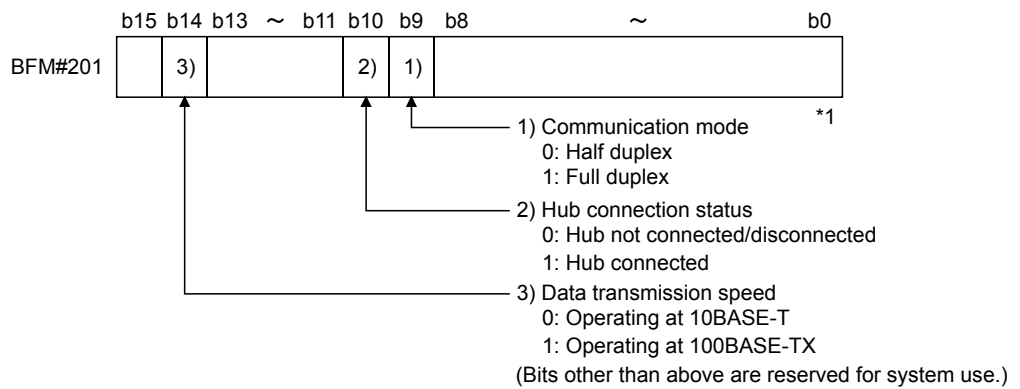 b15 b14 b13 ～ b11 b10 b9 b8 ～ b0
BFM#201 3) 2) 1)
*1
1) Communication mode
0: Half duplex
1: Full duplex
2) Hub connection status
0: Hub not connected/disconnected
1: Hub connected
3) Data transmission speed
0: Operating at 10BASE-T
1: Operating at 100BASE-TX
(Bits other than above are reserved for system use.)